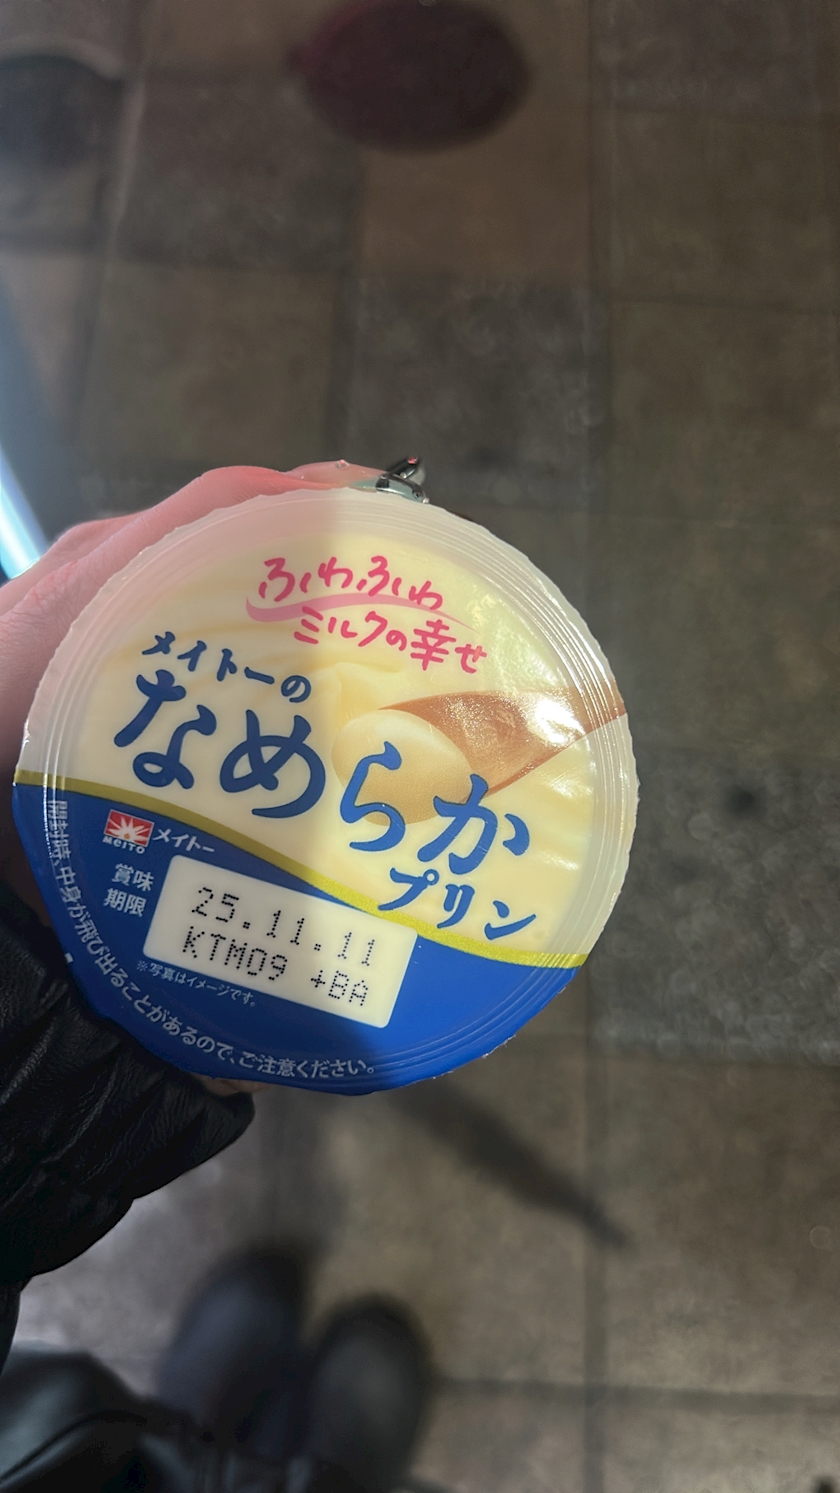 ふわふわ
ミルクの幸せ
メイトーの
なめらか
プリン
MEITO メイトー
賞味
期限
25.11.11
KTM09 +BA
※写真はイメージです。
開封時、中身が飛び出ることがあるので、ご注意ください。